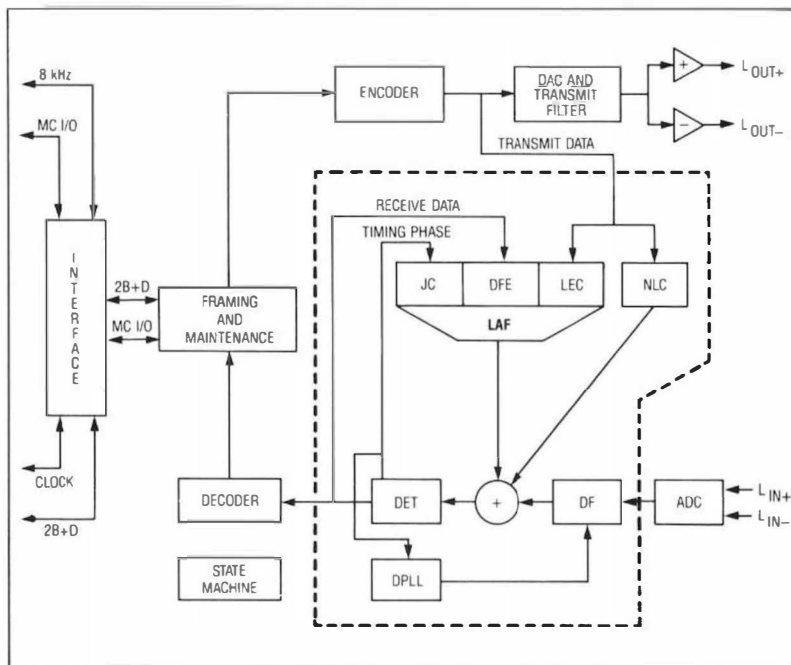 8 kHz
MC I/O
ENCODER
DAC AND
TRANSMIT
FILTER
+
L OUT+
−
L OUT−
TRANSMIT DATA
RECEIVE DATA
TIMING PHASE
INTERFACE
2B+D
MC I/O
FRAMING
AND
MAINTENANCE
JC
DFE
LEC
NLC
LAF
CLOCK
2B+D
DECODER
DET
+
DF
ADC
L IN+
L IN−
STATE
MACHINE
DPLL